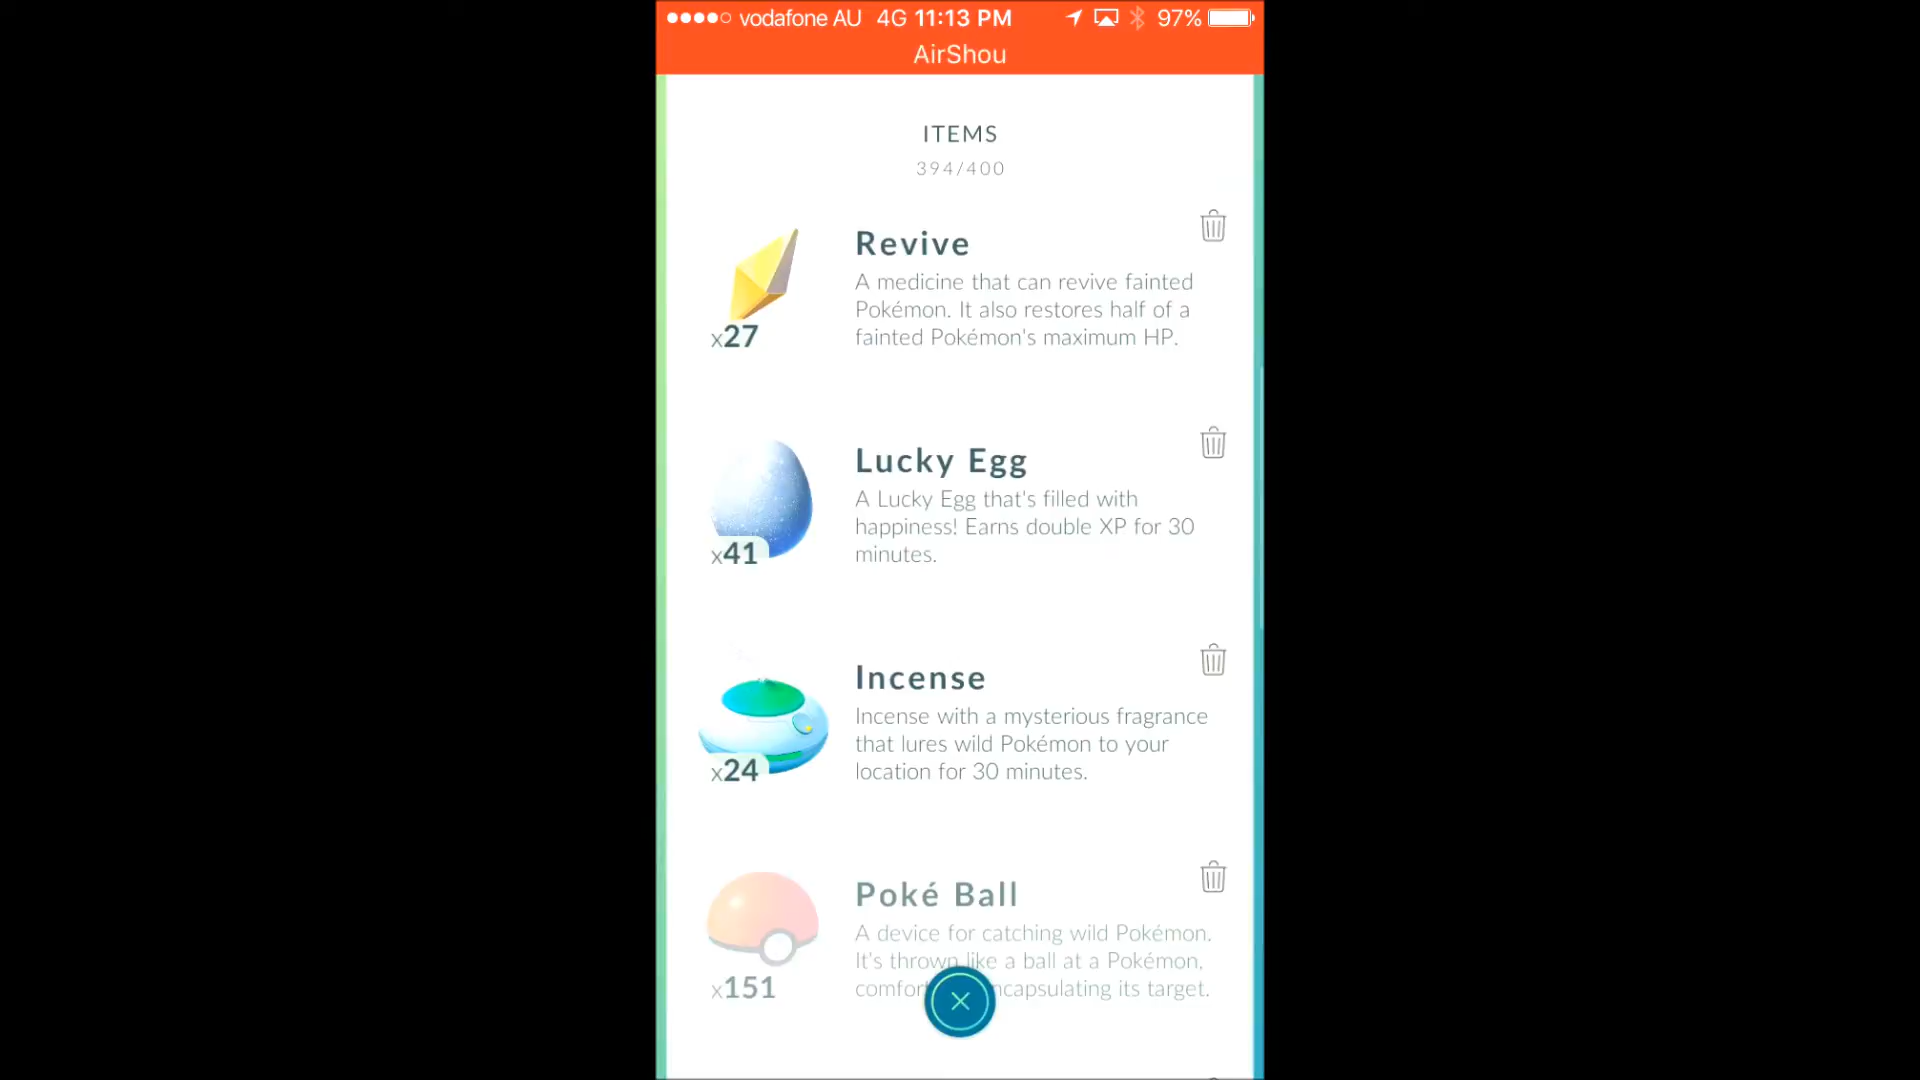 vodafone AU 4G 11:13 PM 97%
AirShou
ITEMS
394/400
Revive
A medicine that can revive fainted
Pokémon. It also restores half of a
fainted Pokémon's maximum HP.
x27
Lucky Egg
A Lucky Egg that's filled with
happiness! Earns double XP for 30
minutes.
x41
Incense
Incense with a mysterious fragrance
that lures wild Pokémon to your
location for 30 minutes.
x24
Poké Ball
A device for catching wild Pokémon.
It's thrown like a ball at a Pokémon,
its target.
x151